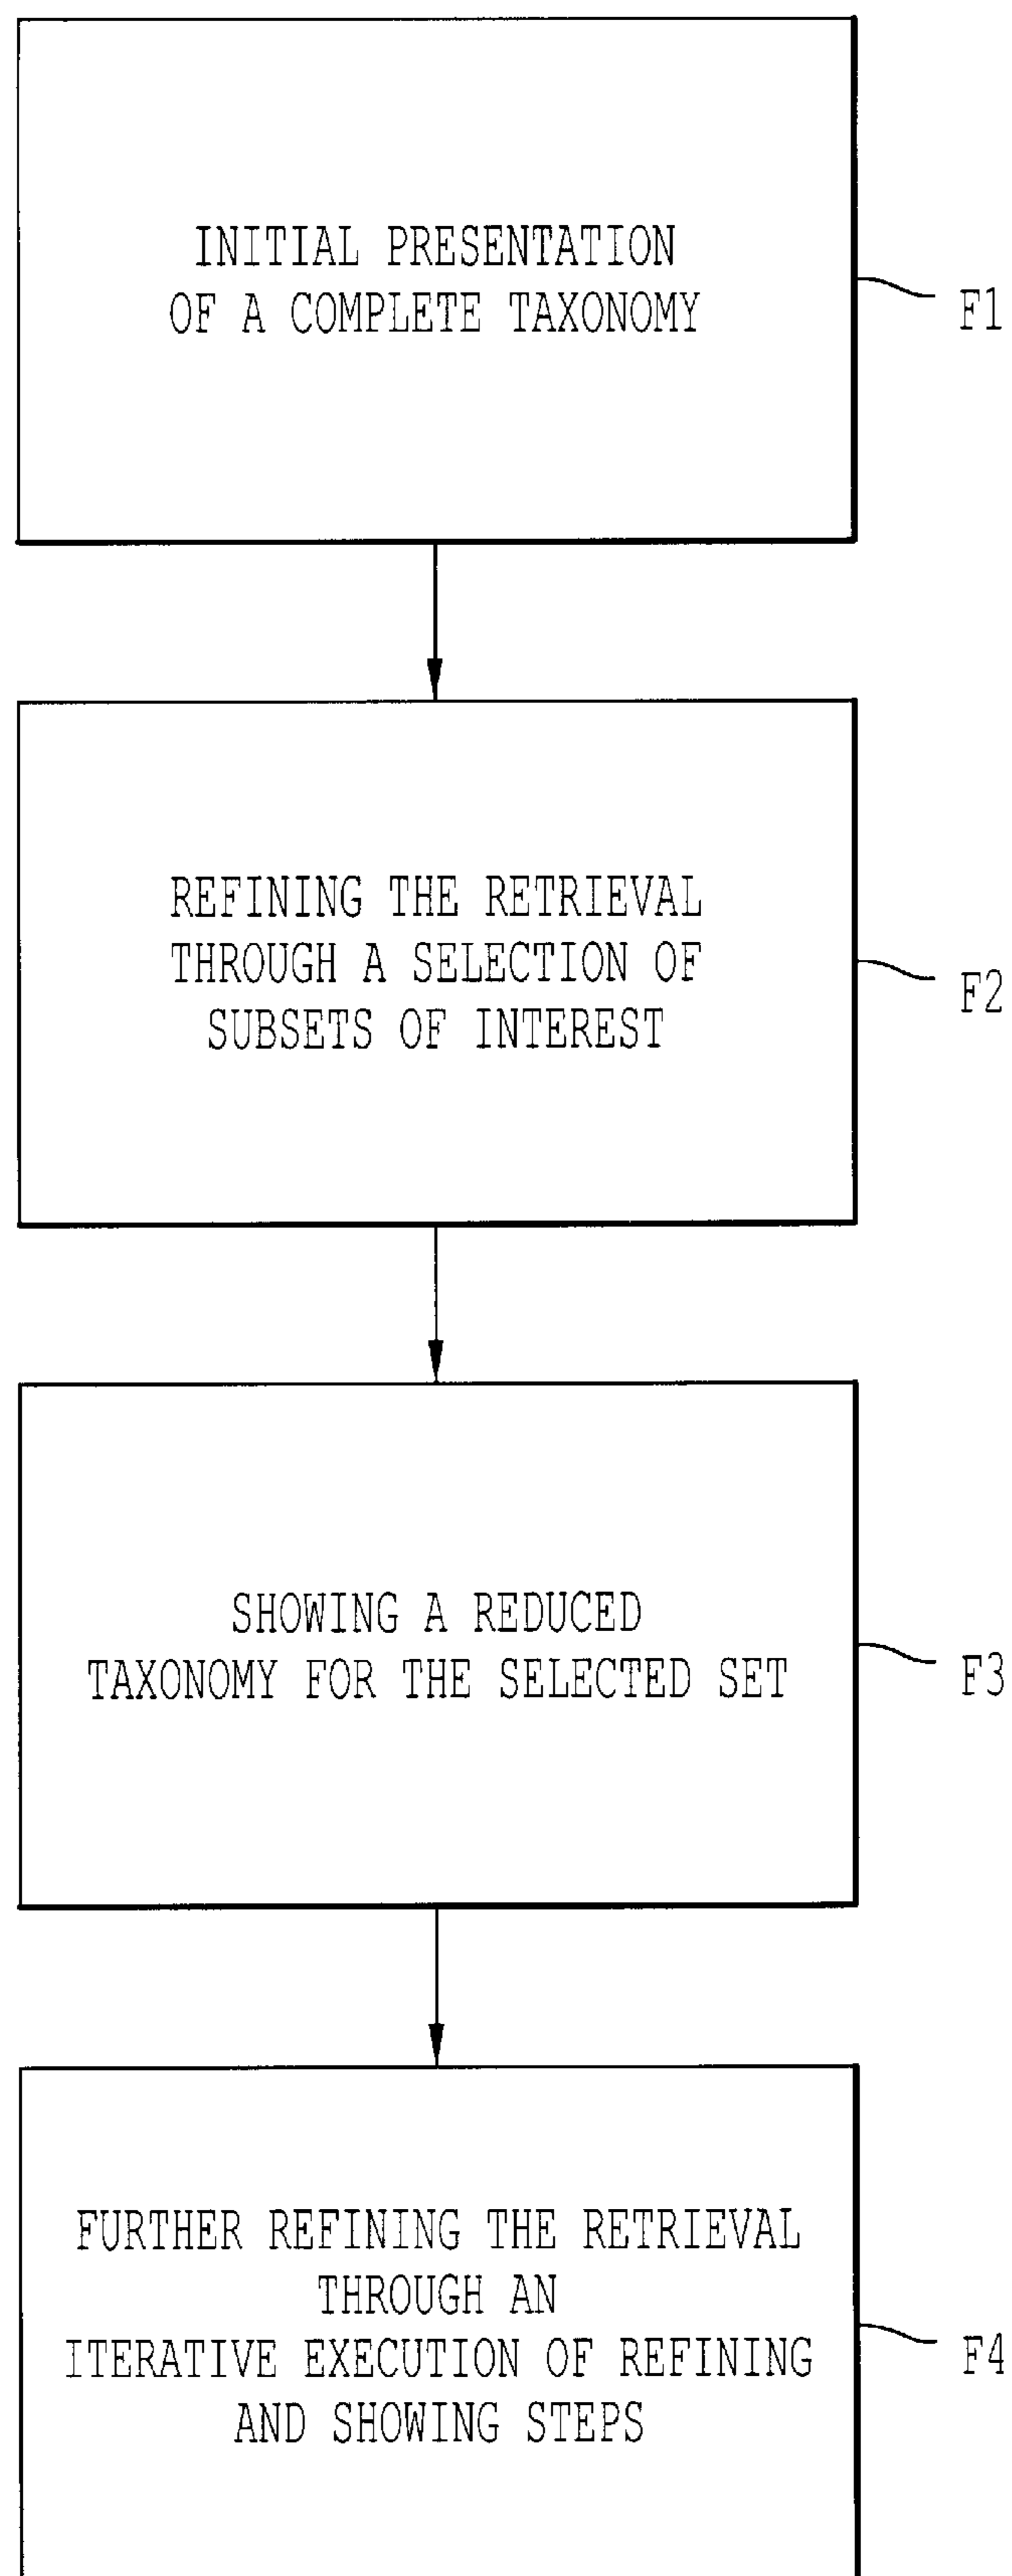 INITIAL PRESENTATION
OF A COMPLETE TAXONOMY
F1
REFINING THE RETRIEVAL
THROUGH A SELECTION OF
SUBSETS OF INTEREST
F2
SHOWING A REDUCED
TAXONOMY FOR THE SELECTED SET
F3
FURTHER REFINING THE RETRIEVAL
THROUGH AN
ITERATIVE EXECUTION OF REFINING
AND SHOWING STEPS
F4